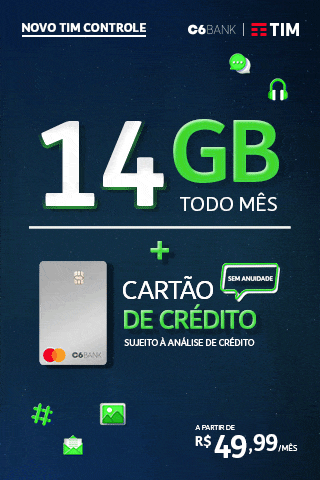 NOVO TIM CONTROLE
C6BANK | TIM
14 GB
TODO MÊS
+
SEM ANUIDADE
CARTÃO
DE CRÉDITO
SUJEITO À ANÁLISE DE CRÉDITO
C6BANK
#
A PARTIR DE
R$ 49,99/MÊS